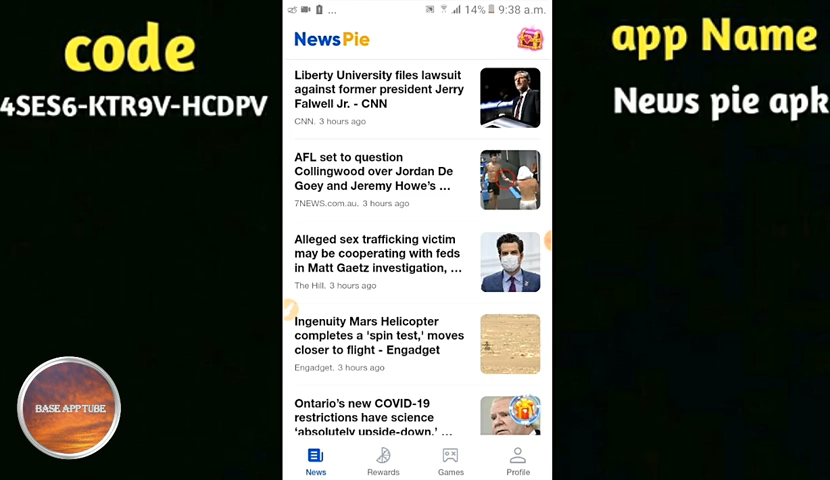 code
4SES6-KTR9V-HCDPV
app Name
News pie apk
... 14% 9:38 a.m.
NewsPie
Liberty University files lawsuit
against former president Jerry
Falwell Jr. - CNN
CNN. 3 hours ago
AFL set to question
Collingwood over Jordan De
Goey and Jeremy Howe's ...
7NEWS.com.au. 3 hours ago
Alleged sex trafficking victim
may be cooperating with feds
in Matt Gaetz investigation, ...
The Hill. 3 hours ago
Ingenuity Mars Helicopter
completes a 'spin test,' moves
closer to flight - Engadget
Engadget. 3 hours ago
Ontario's new COVID-19
restrictions have science
'absolutely upside-down,' ...
News Rewards Games Profile
BASE APPTUBE